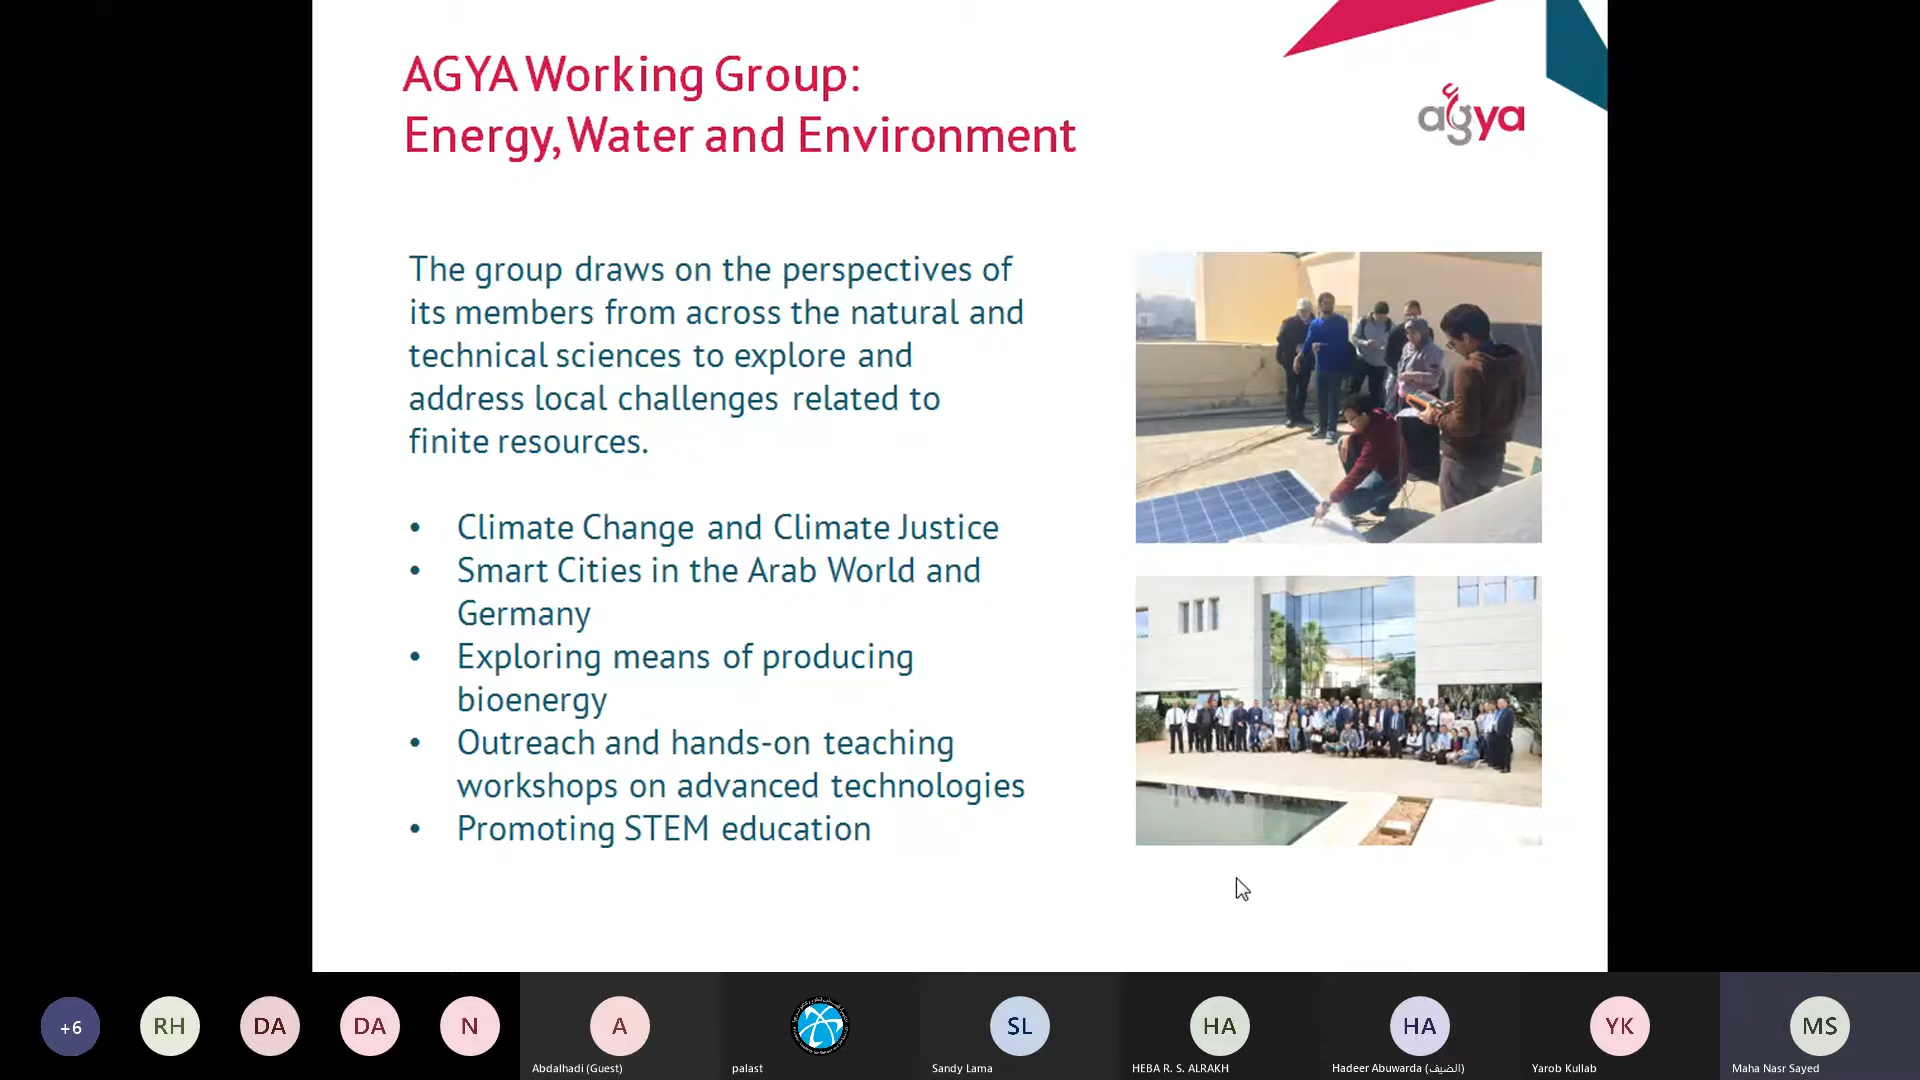 AGYA Working Group:
Energy, Water and Environment
agya
The group draws on the perspectives of
its members from across the natural and
technical sciences to explore and
address local challenges related to
finite resources.
• Climate Change and Climate Justice
• Smart Cities in the Arab World and
Germany
• Exploring means of producing
bioenergy
• Outreach and hands-on teaching
workshops on advanced technologies
• Promoting STEM education
+6
RH
DA
DA
N
A
SL
HA
HA
YK
MS
Abdalhadi (Guest)
palast
Sandy Lama
HEBA R. S. ALRAKH
Hadeer Abuwarda (الضيف)
Yarob Kullab
Maha Nasr Sayed